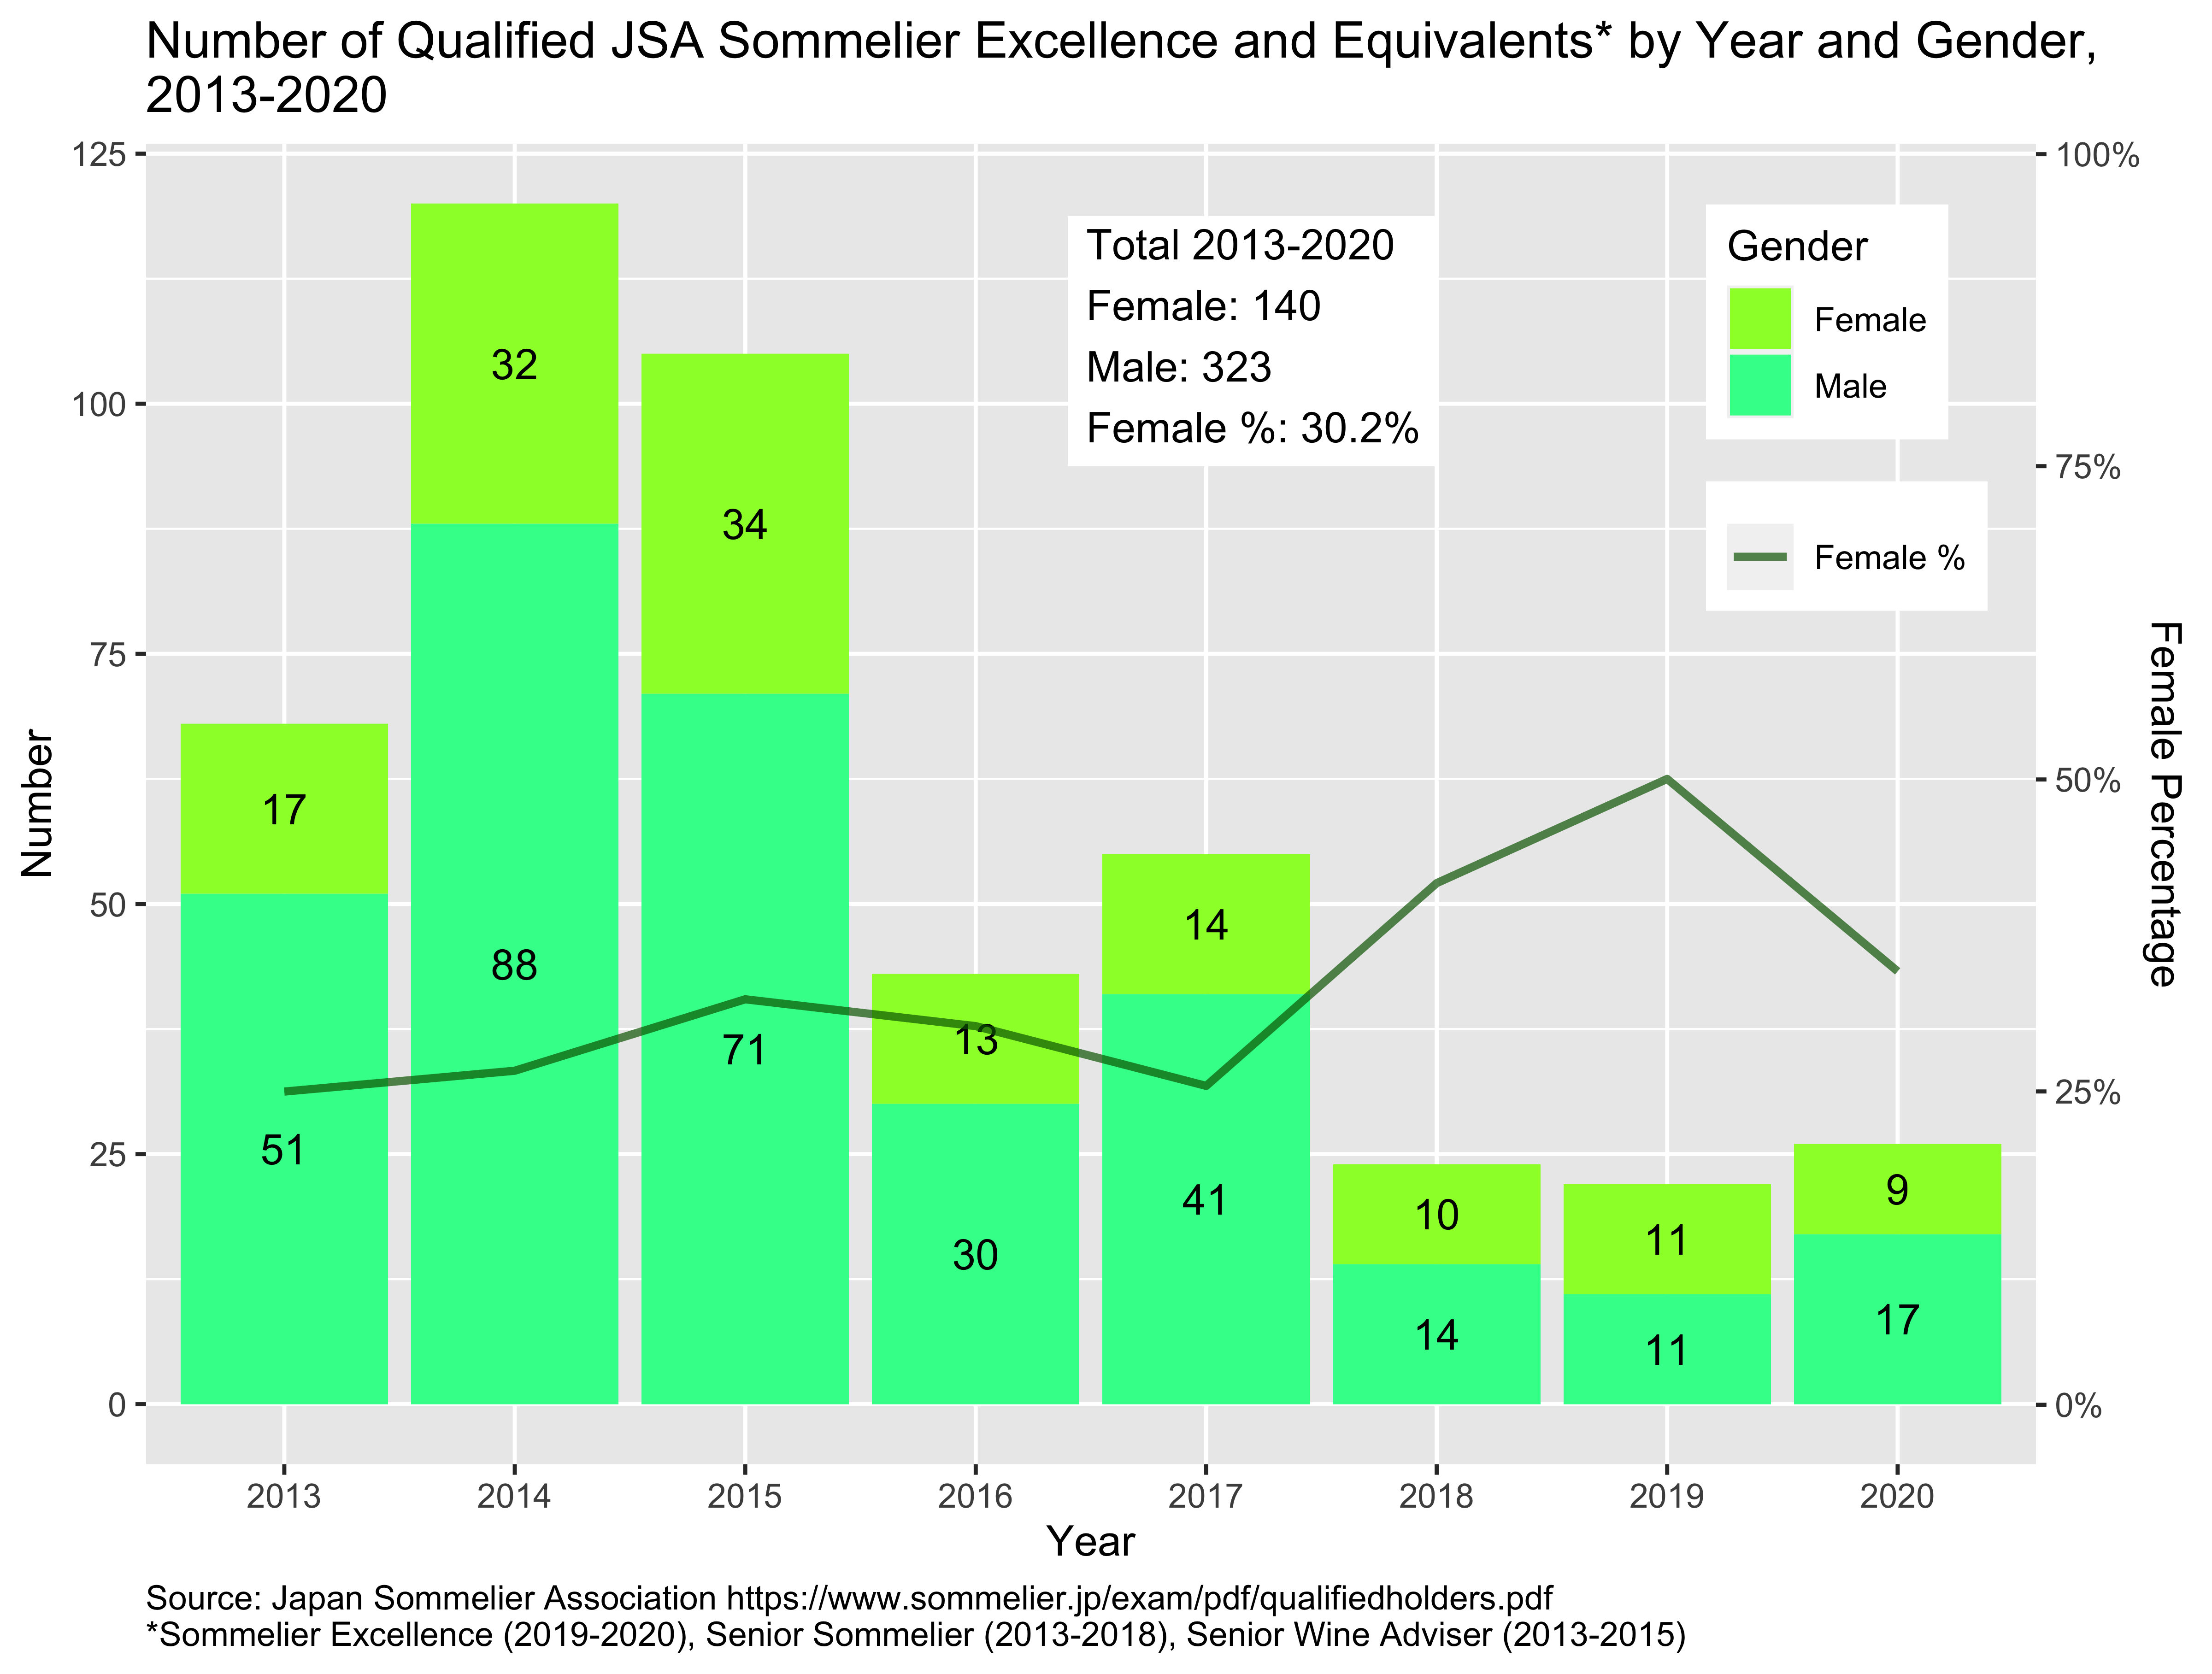 Number of Qualified JSA Sommelier Excellence and Equivalents* by Year and Gender,
2013-2020
125
100
75
50
25
0
Number
100%
75%
50%
25%
0%
Female Percentage
Total 2013-2020
Female: 140
Male: 323
Female %: 30.2%
Gender
Female
Male
Female %
17
51
32
88
34
71
13
30
14
41
10
14
11
11
9
17
2013 2014 2015 2016 2017 2018 2019 2020
Year
Source: Japan Sommelier Association https://www.sommelier.jp/exam/pdf/qualifiedholders.pdf
*Sommelier Excellence (2019-2020), Senior Sommelier (2013-2018), Senior Wine Adviser (2013-2015)